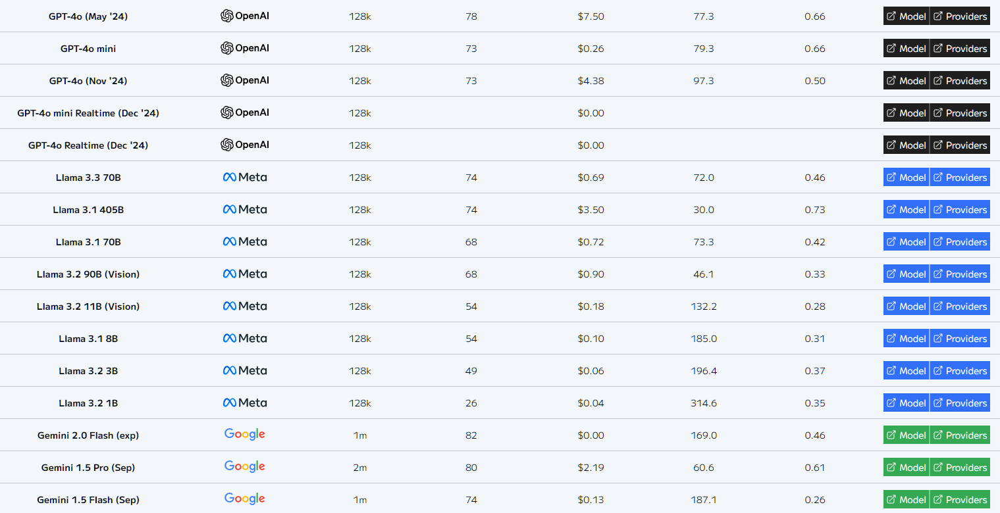 GPT-4o (May '24) OpenAI 128k 78 $7.50 77.3 0.66 Model Providers
GPT-4o mini OpenAI 128k 73 $0.26 79.3 0.66 Model Providers
GPT-4o (Nov '24) OpenAI 128k 73 $4.38 97.3 0.50 Model Providers
GPT-4o mini Realtime (Dec '24) OpenAI 128k $0.00 Model Providers
GPT-4o Realtime (Dec '24) OpenAI 128k $0.00 Model Providers
Llama 3.3 70B Meta 128k 74 $0.69 72.0 0.46 Model Providers
Llama 3.1 405B Meta 128k 74 $3.50 30.0 0.73 Model Providers
Llama 3.1 70B Meta 128k 68 $0.72 73.3 0.42 Model Providers
Llama 3.2 90B (Vision) Meta 128k 68 $0.90 46.1 0.33 Model Providers
Llama 3.2 11B (Vision) Meta 128k 54 $0.18 132.2 0.28 Model Providers
Llama 3.1 8B Meta 128k 54 $0.10 185.0 0.31 Model Providers
Llama 3.2 3B Meta 128k 49 $0.06 196.4 0.37 Model Providers
Llama 3.2 1B Meta 128k 26 $0.04 314.6 0.35 Model Providers
Gemini 2.0 Flash (exp) Google 1m 82 $0.00 169.0 0.46 Model Providers
Gemini 1.5 Pro (Sep) Google 2m 80 $2.19 60.6 0.61 Model Providers
Gemini 1.5 Flash (Sep) Google 1m 74 $0.13 187.1 0.26 Model Providers